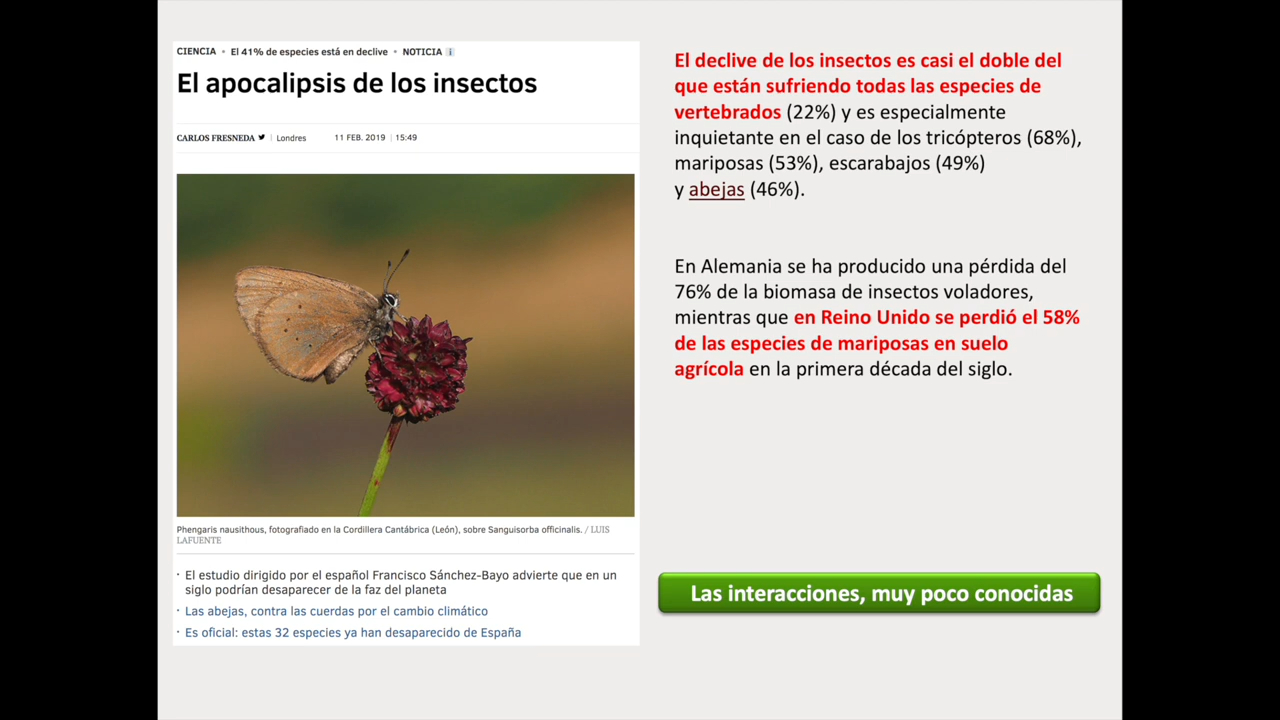 CIENCIA • El 41% de especies está en declive • NOTICIA i
El apocalipsis de los insectos
CARLOS FRESNEDA | Londres 11 FEB. 2019 | 15:49
Phengaris nausithous, fotografiado en la Cordillera Cantábrica (León), sobre Sanguisorba officinalis. / LUIS
LAFUENTE
· El estudio dirigido por el español Francisco Sánchez-Bayo advierte que en un
siglo podrían desaparecer de la faz del planeta
· Las abejas, contra las cuerdas por el cambio climático
· Es oficial: estas 32 especies ya han desaparecido de España
El declive de los insectos es casi el doble del
que están sufriendo todas las especies de
vertebrados (22%) y es especialmente
inquietante en el caso de los tricópteros (68%),
mariposas (53%), escarabajos (49%)
y abejas (46%).
En Alemania se ha producido una pérdida del
76% de la biomasa de insectos voladores,
mientras que en Reino Unido se perdió el 58%
de las especies de mariposas en suelo
agrícola en la primera década del siglo.
Las interacciones, muy poco conocidas